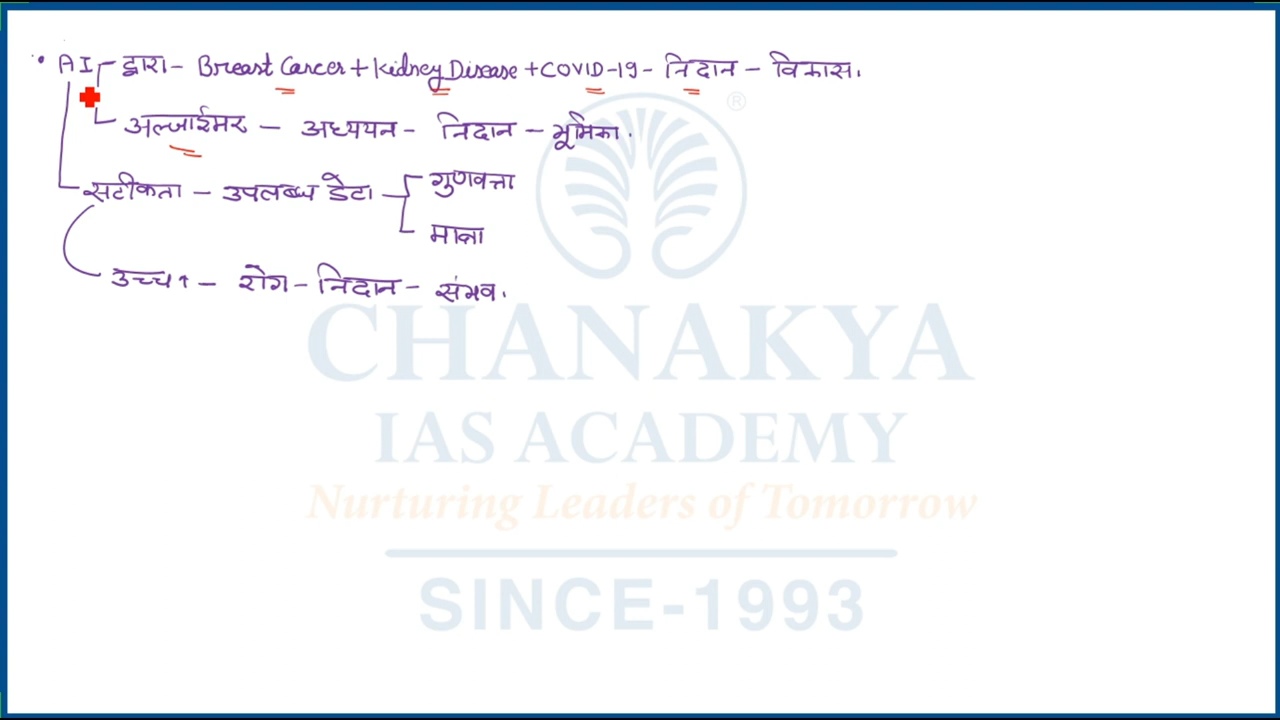 • AI - द्वारा - Breast Cancer + Kidney Disease + COVID-19 - निदान - विकास.
अल्जाईमर - अध्ययन - निदान - भूमिका.
सटीकता - उपलब्ध डेटा - गुणवत्ता
मात्रा
उच्च ↑ - रोग - निदान - संभव.
®
CHANAKYA
IAS ACADEMY
Nurturing Leaders of Tomorrow
SINCE-1993